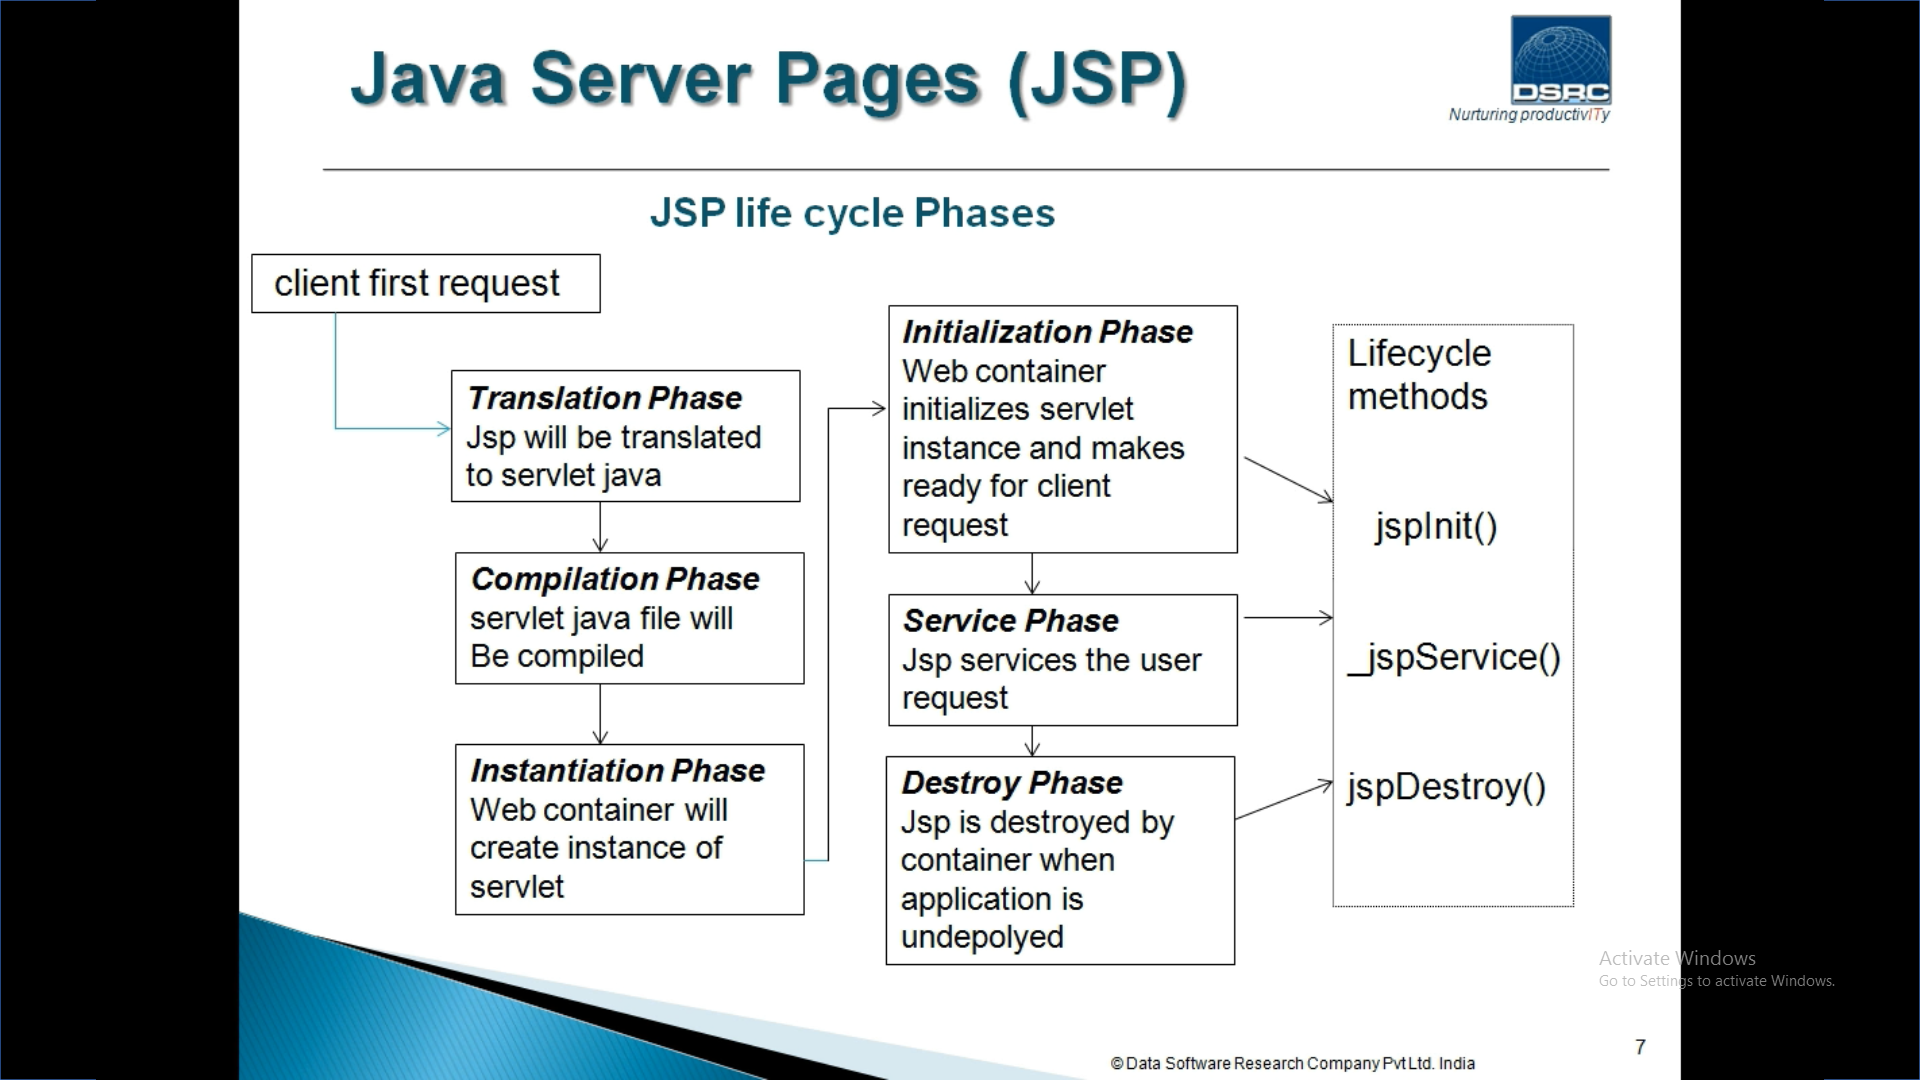 Java Server Pages (JSP)
DSRC
Nurturing productivITy
JSP life cycle Phases
client first request
Translation Phase
Jsp will be translated
to servlet java
Compilation Phase
servlet java file will
Be compiled
Instantiation Phase
Web container will
create instance of
servlet
Initialization Phase
Web container
initializes servlet
instance and makes
ready for client
request
Service Phase
Jsp services the user
request
Destroy Phase
Jsp is destroyed by
container when
application is
undepolyed
Lifecycle
methods
jspInit()
_jspService()
jspDestroy()
Activate Windows
Go to Settings to activate Windows.
7
© Data Software Research Company Pvt Ltd. India